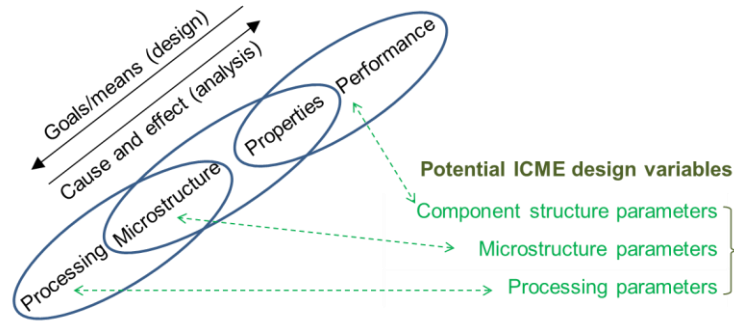 Goals/means (design)
Cause and effect (analysis)
Performance
Properties
Microstructure
Processing
Potential ICME design variables
Component structure parameters
Microstructure parameters
Processing parameters